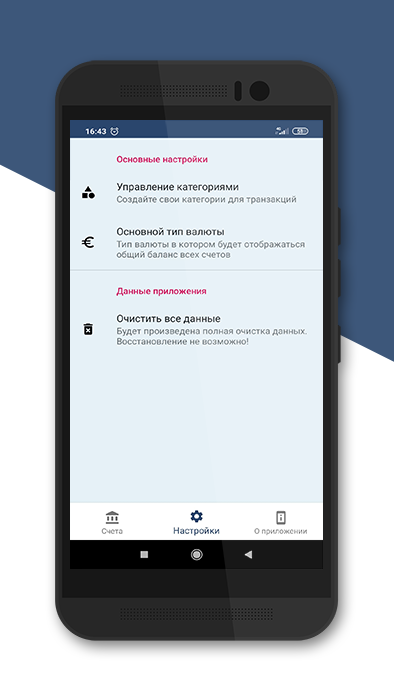 16:43
4G
53
Основные настройки
Управление категориями
Создайте свои категории для транзакций
Основной тип валюты
Тип валюты в котором будет отображаться
общий баланс всех счетов
Данные приложения
Очистить все данные
Будет произведена полная очистка данных.
Восстановление не возможно!
Счета
Настройки
О приложении